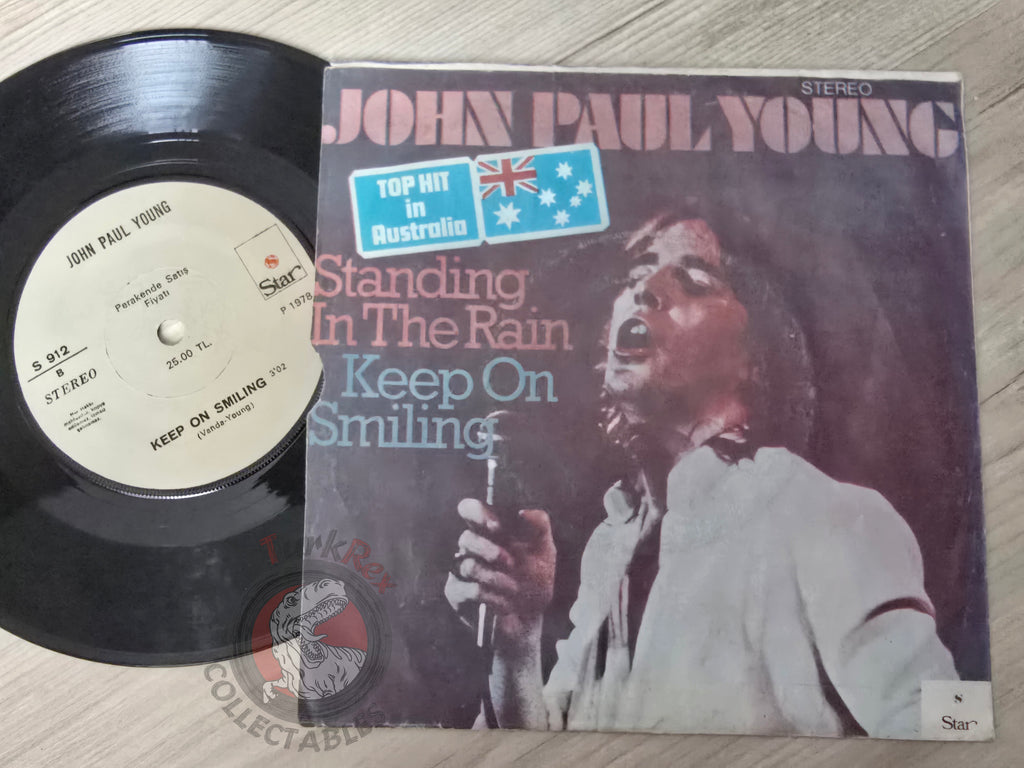 JOHN PAUL YOUNG
Star
Perakende Satış
Fiyatı
P 1978
25.00 TL.
S 912
B
STEREO
KEEP ON SMILING 3'02
(Vanda-Young)
STEREO
JOHN PAUL YOUNG
TOP HIT
in
Australia
Standing
In The Rain
Keep On
Smiling
Star
TurkRex
COLLECTABLES